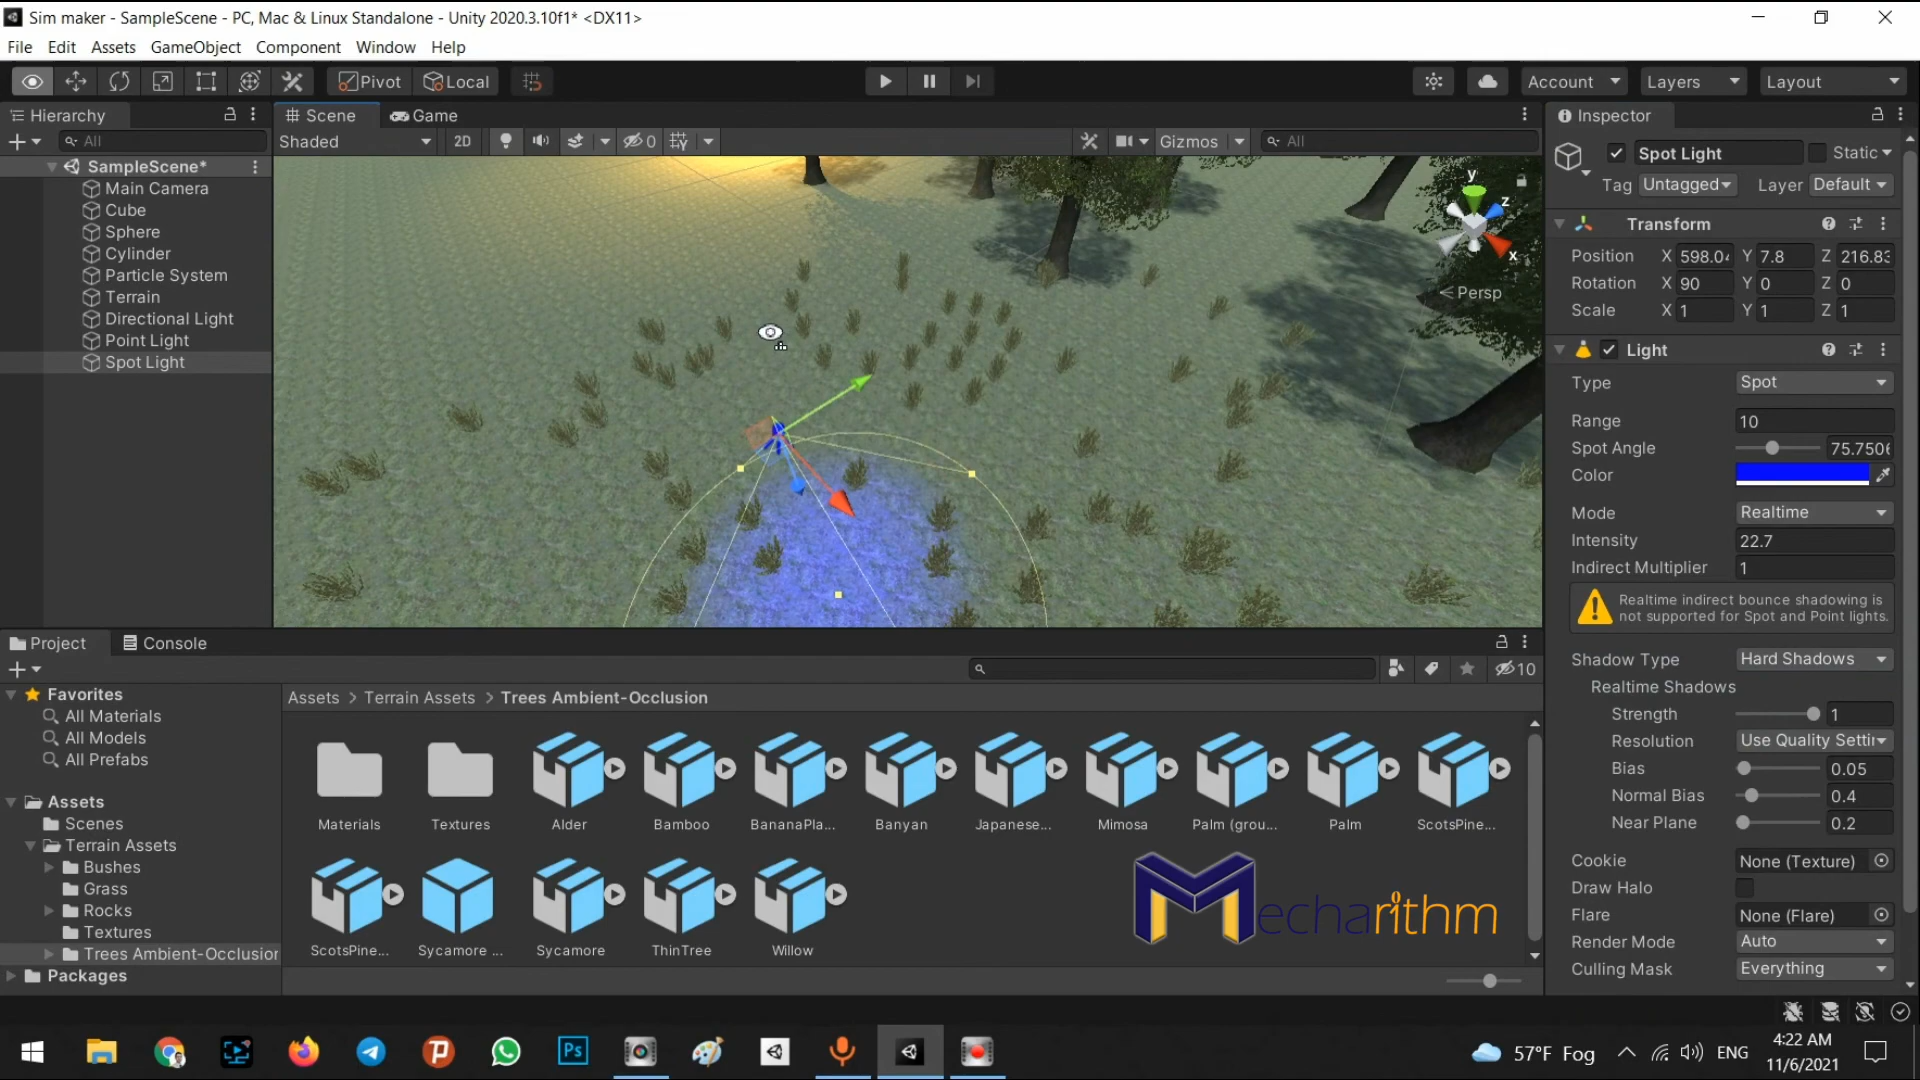 Sim maker - SampleScene - PC, Mac & Linux Standalone - Unity 2020.3.10f1* <DX11>
File Edit Assets GameObject Component Window Help
Pivot Local Account Layers Layout
Hierarchy
All
SampleScene*
Main Camera
Cube
Sphere
Cylinder
Particle System
Terrain
Directional Light
Point Light
Spot Light
Scene Game
Shaded 2D 0 Gizmos All
y
z
x
Persp
Inspector
Spot Light Static
Tag Untagged Layer Default
Transform
Position X 598.04 Y 7.8 Z 216.83
Rotation X 90 Y 0 Z 0
Scale X 1 Y 1 Z 1
Light
Type Spot
Range 10
Spot Angle 75.7506
Color
Mode Realtime
Intensity 22.7
Indirect Multiplier 1
Realtime indirect bounce shadowing is
not supported for Spot and Point lights.
Shadow Type Hard Shadows
Realtime Shadows
Strength 1
Resolution Use Quality Settin
Bias 0.05
Normal Bias 0.4
Near Plane 0.2
Cookie None (Texture)
Draw Halo
Flare None (Flare)
Render Mode Auto
Culling Mask Everything
Project Console
10
Favorites
All Materials
All Models
All Prefabs
Assets
Scenes
Terrain Assets
Bushes
Grass
Rocks
Textures
Trees Ambient-Occlusion
Packages
Assets > Terrain Assets > Trees Ambient-Occlusion
Materials Textures Alder Bamboo BananaPla... Banyan Japanese... Mimosa Palm (grou... Palm ScotsPine...
ScotsPine... Sycamore ... Sycamore ThinTree Willow
Mecharithm
Ps
57°F Fog ENG
4:22 AM
11/6/2021